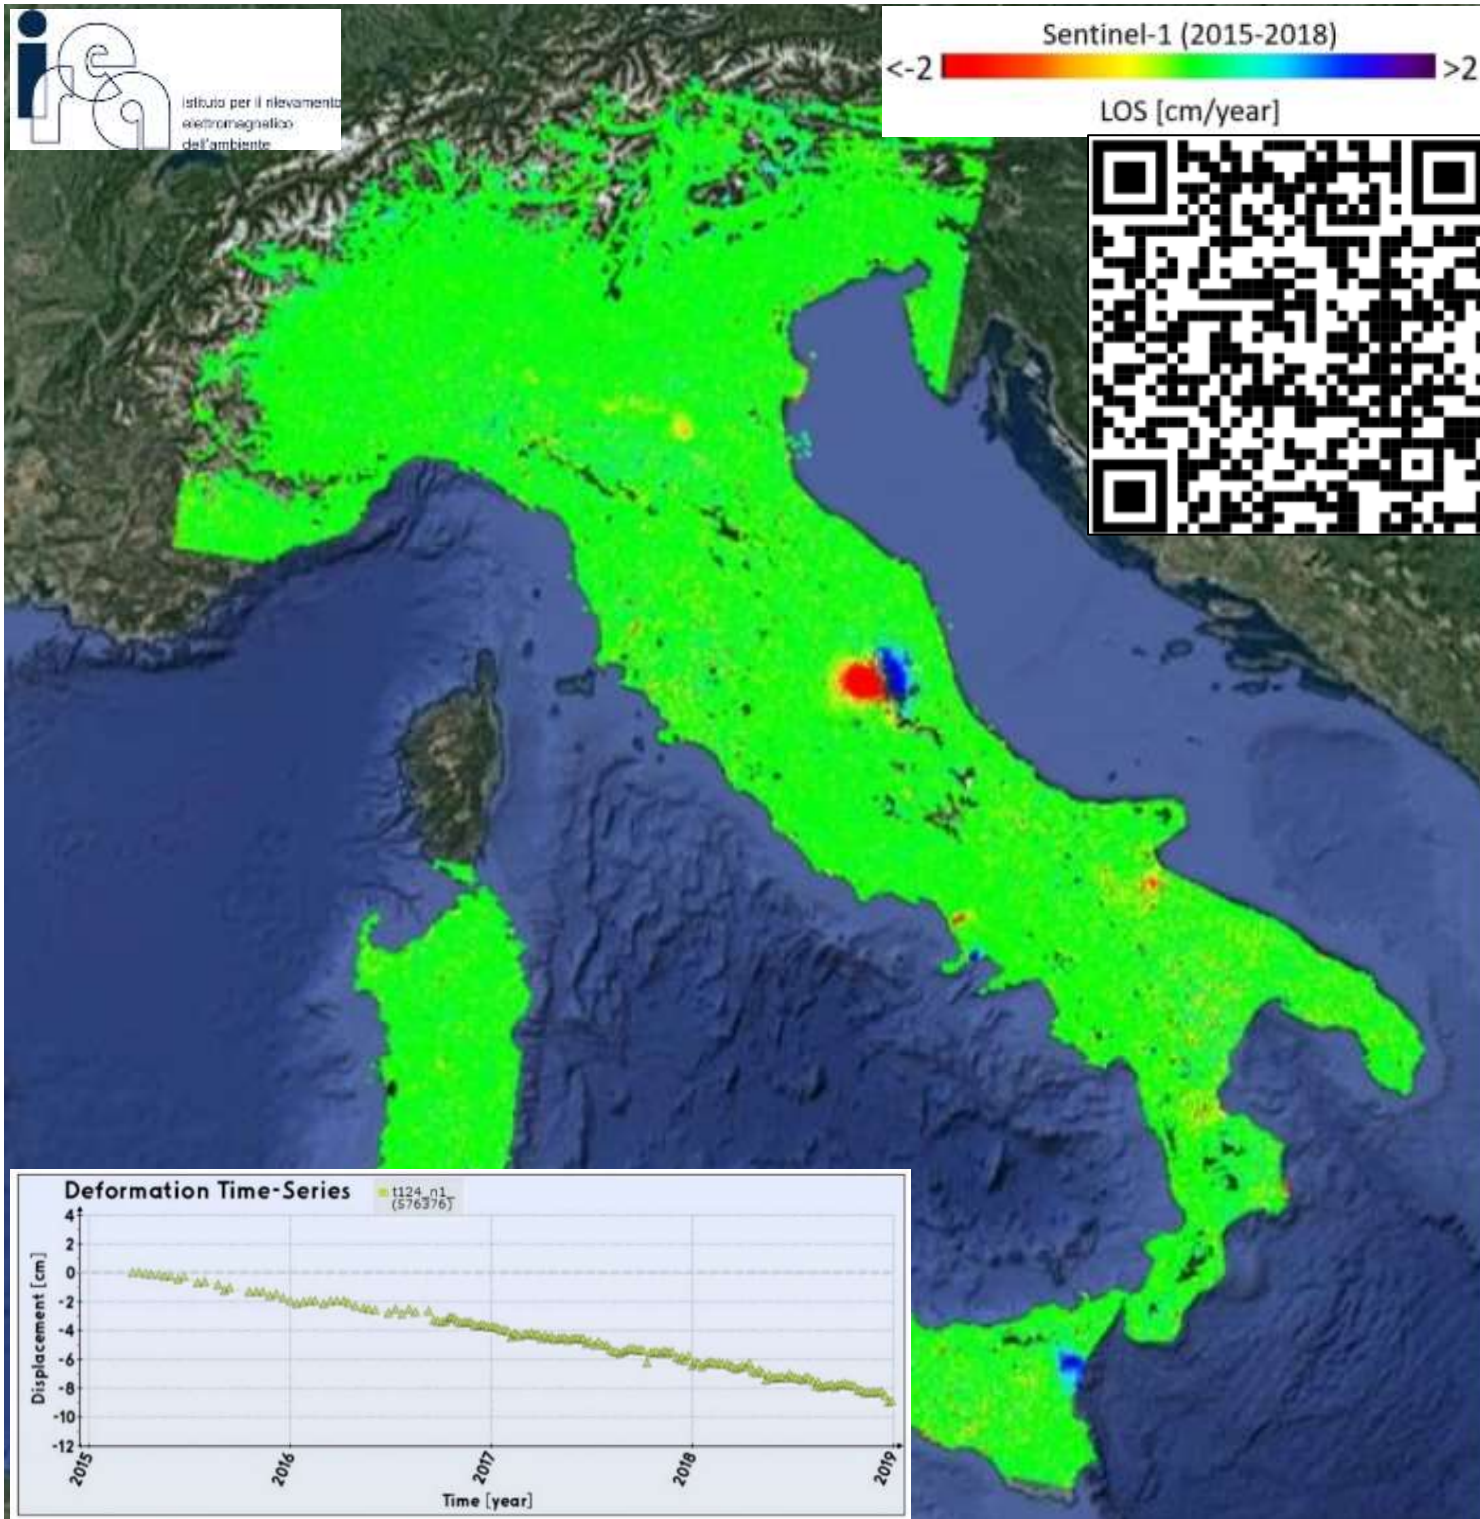 irea
istituto per il rilevamento
elettromagnetico
dell'ambiente
Sentinel-1 (2015-2018)
<-2 >2
LOS [cm/year]
Deformation Time-Series
t124_n1_
(576376)
4
2
0
-2
-4
-6
-8
-10
-12
Displacement [cm]
2015 2016 2017 2018 2019
Time [year]